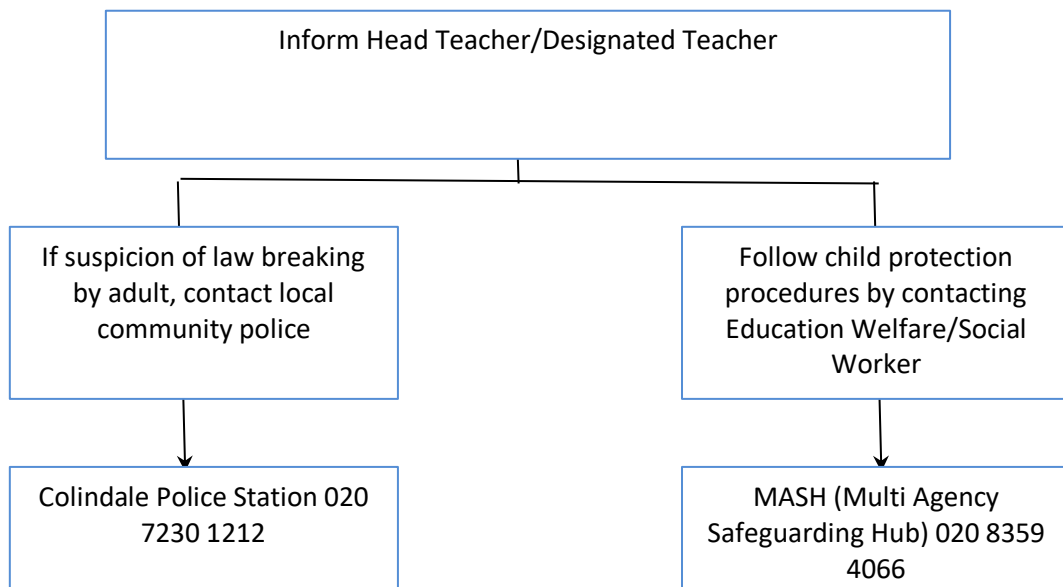 Inform Head Teacher/Designated Teacher
If suspicion of law breaking
by adult, contact local
community police
Follow child protection
procedures by contacting
Education Welfare/Social
Worker
Colindale Police Station 020
7230 1212
MASH (Multi Agency
Safeguarding Hub) 020 8359
4066